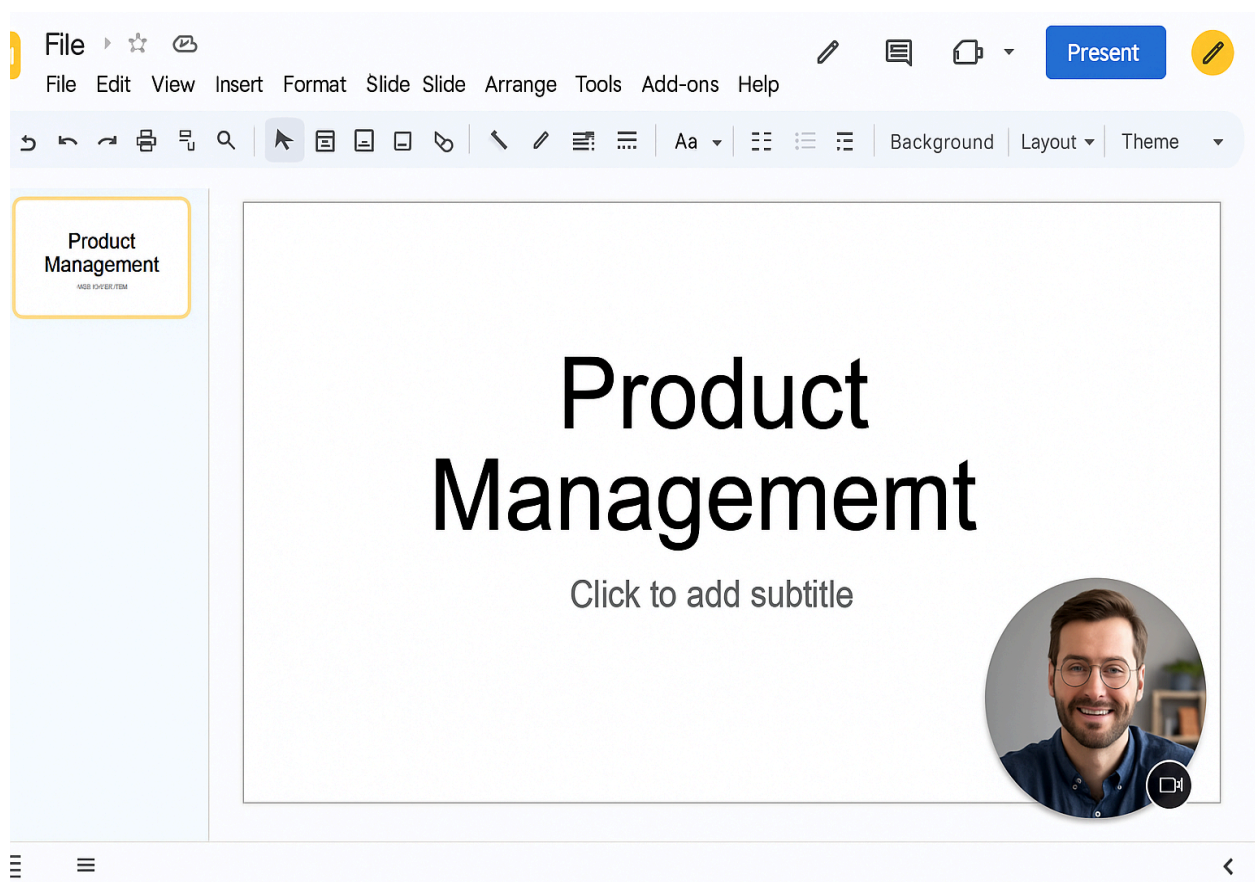 File
File Edit View Insert Format Slide Slide Arrange Tools Add-ons Help
Present
Aa
Background
Layout
Theme
Product
Management
Product
Managememt
Click to add subtitle